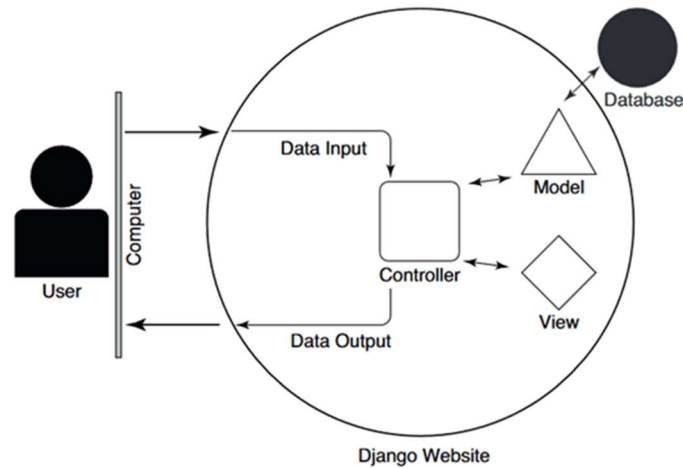 Database
Data Input
Model
Computer
Controller
User
View
Data Output
Django Website